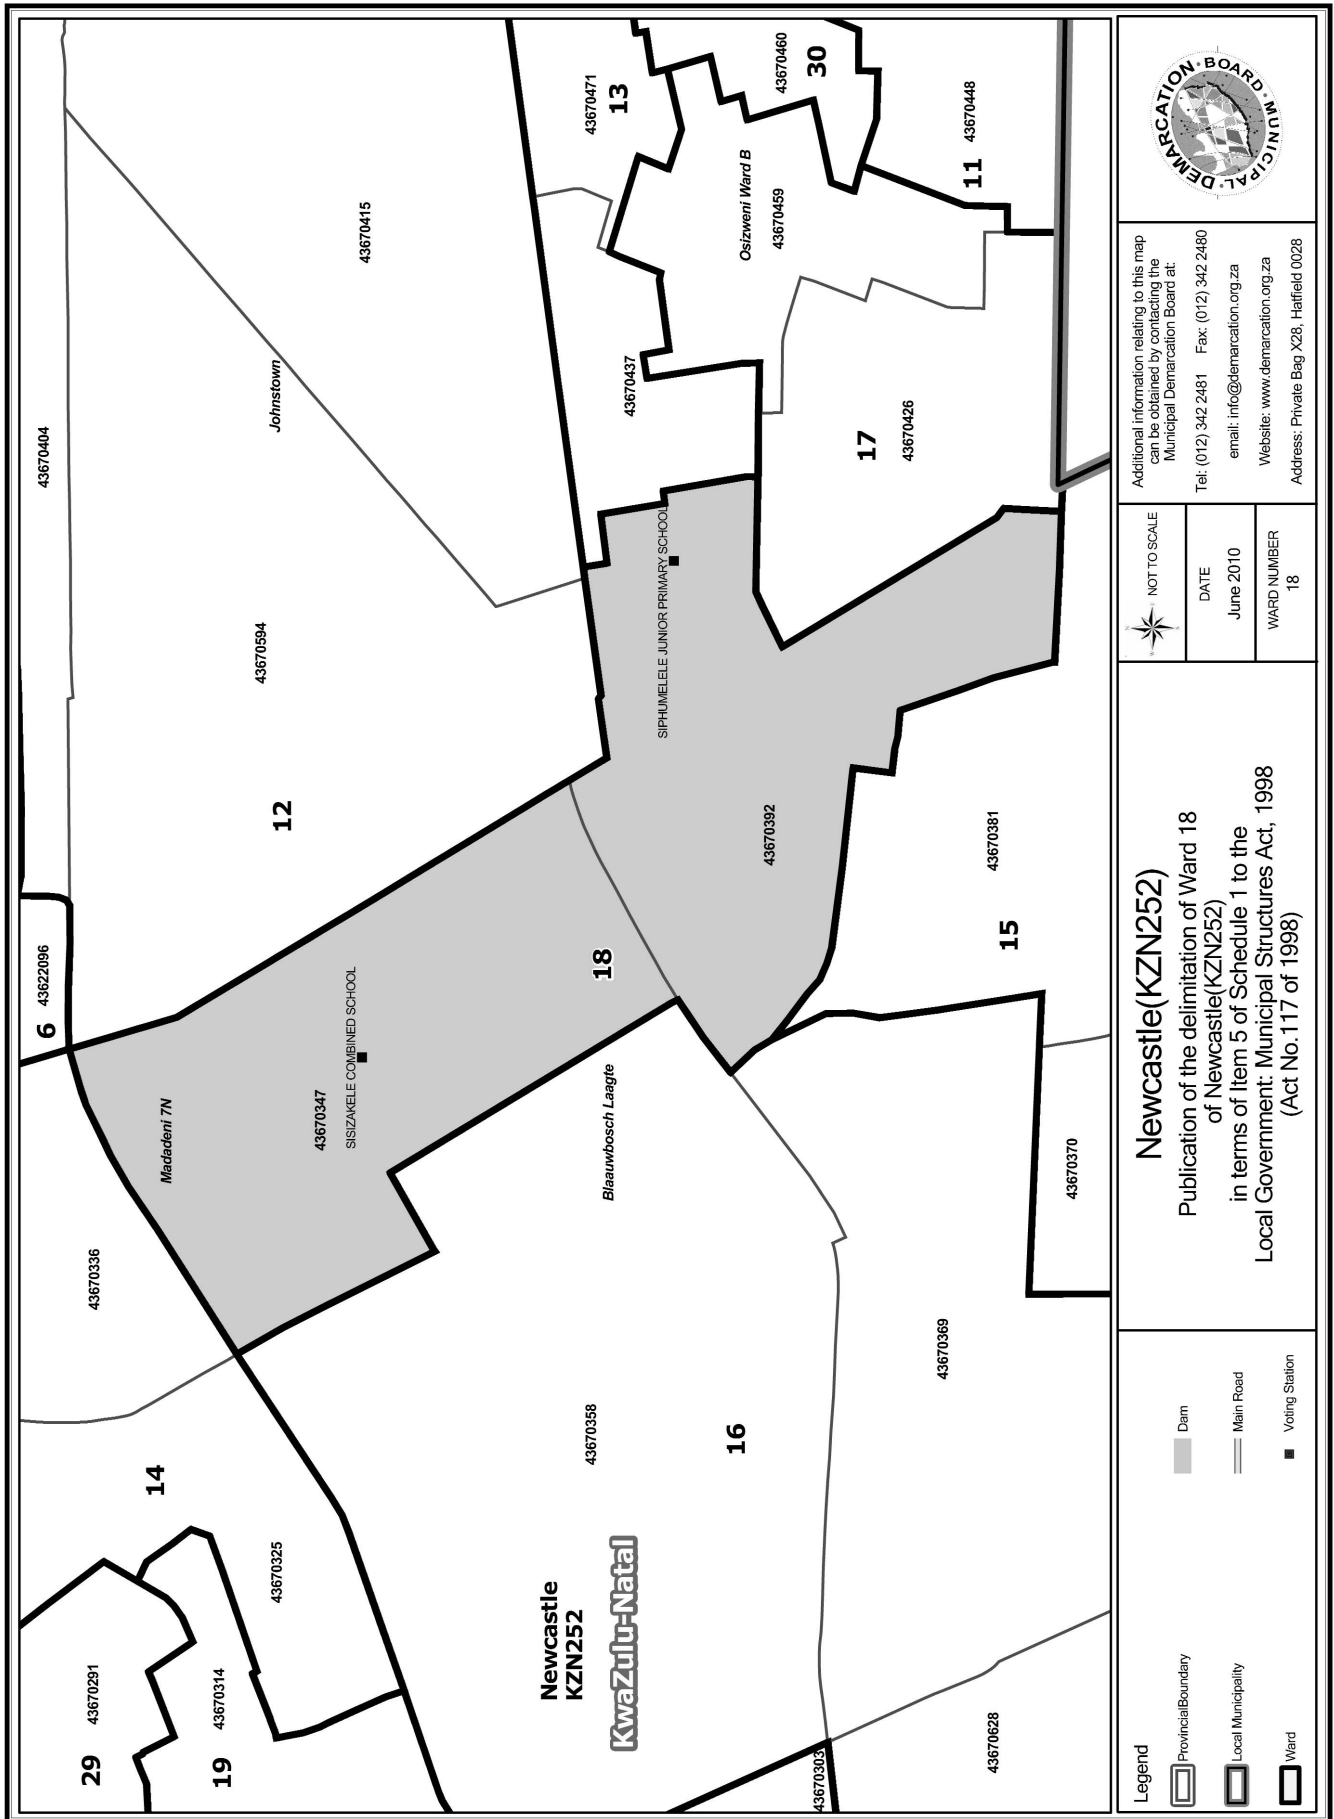 29
43670291
19
43670314
14
43670325
43670336
Madadeni 7N
6
43622096
43670404
12
43670594
Johnstown
43670415
43670347
SISIZAKELE COMBINED SCHOOL
Newcastle
KZN252
KwaZulu-Natal
43670358
16
Blaauwbosch Laagte
18
43670392
SIPHUMELELE JUNIOR PRIMARY SCHOOL
43670437
43670471
13
43670460
30
Osizweni Ward B
43670459
11
43670448
17
43670426
15
43670381
43670370
43670369
43670303
43670628
Legend
ProvincialBoundary
Local Municipality
Ward
Dam
Main Road
Voting Station
Newcastle(KZN252)
Publication of the delimitation of Ward 18
of Newcastle(KZN252)
in terms of Item 5 of Schedule 1 to the
Local Government: Municipal Structures Act, 1998
(Act No.117 of 1998)
NOT TO SCALE
DATE
June 2010
WARD NUMBER
18
Additional information relating to this map
can be obtained by contacting the
Municipal Demarcation Board at:
Tel: (012) 342 2481 Fax: (012) 342 2480
email: info@demarcation.org.za
Website: www.demarcation.org.za
Address: Private Bag X28, Hatfield 0028
MUNICIPAL • DEMARCATION • BOARD •